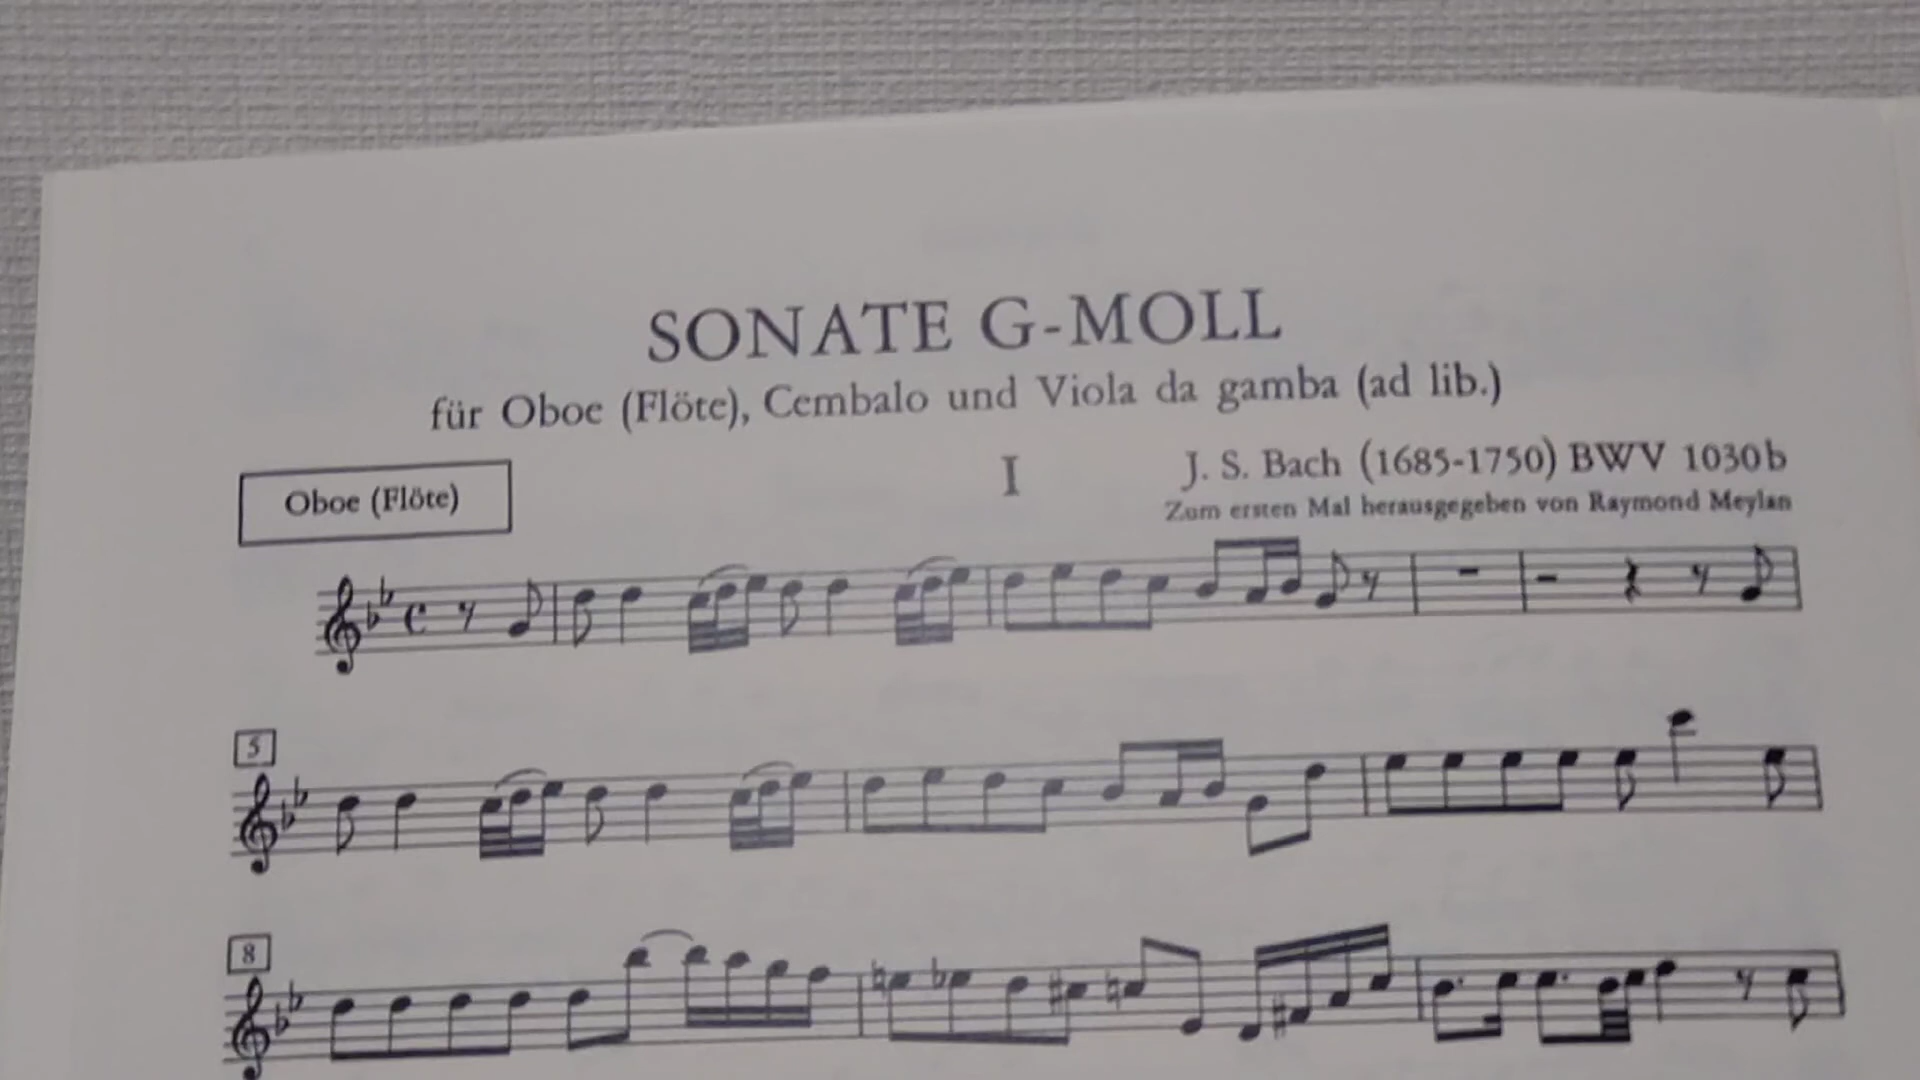 SONATE G-MOLL
für Oboe (Flöte), Cembalo und Viola da gamba (ad lib.)
I
J. S. Bach (1685-1750) BWV 1030b
Oboe (Flöte)
Zum ersten Mal herausgegeben von Raymond Meylan
5
8